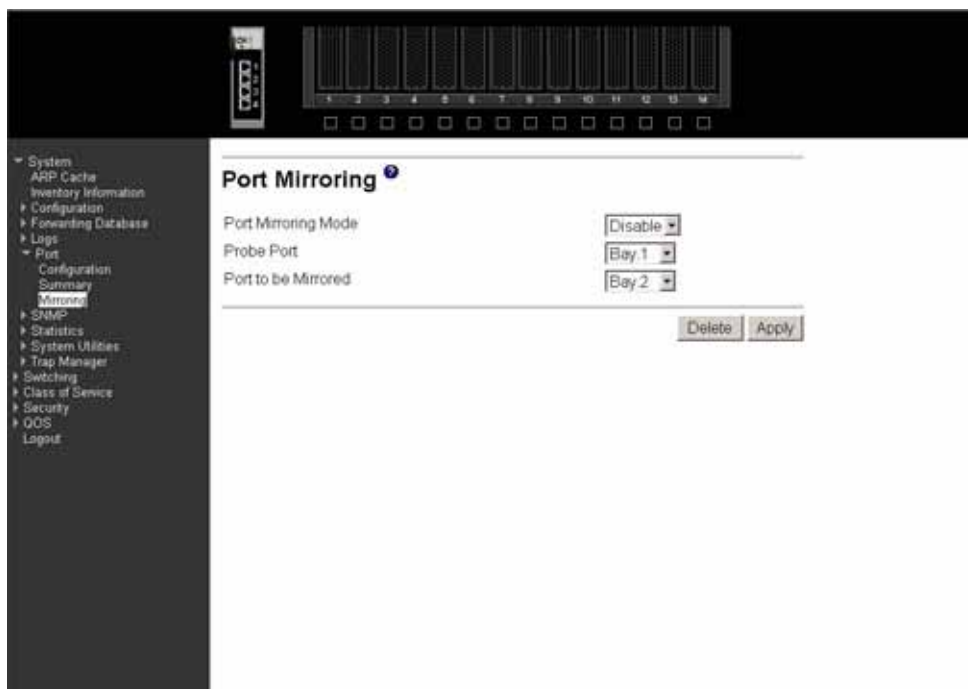 1 2 3 4 5 6 7 8 9 10 11 12 13 14
System
ARP Cache
Inventory Information
Configuration
Forwarding Database
Logs
Port
Configuration
Summary
Mirroring
SNMP
Statistics
System Utilities
Trap Manager
Switching
Class of Service
Security
QOS
Logout
Port Mirroring ?
Port Mirroring Mode Disable
Probe Port Bay.1
Port to be Mirrored Bay.2
Delete Apply